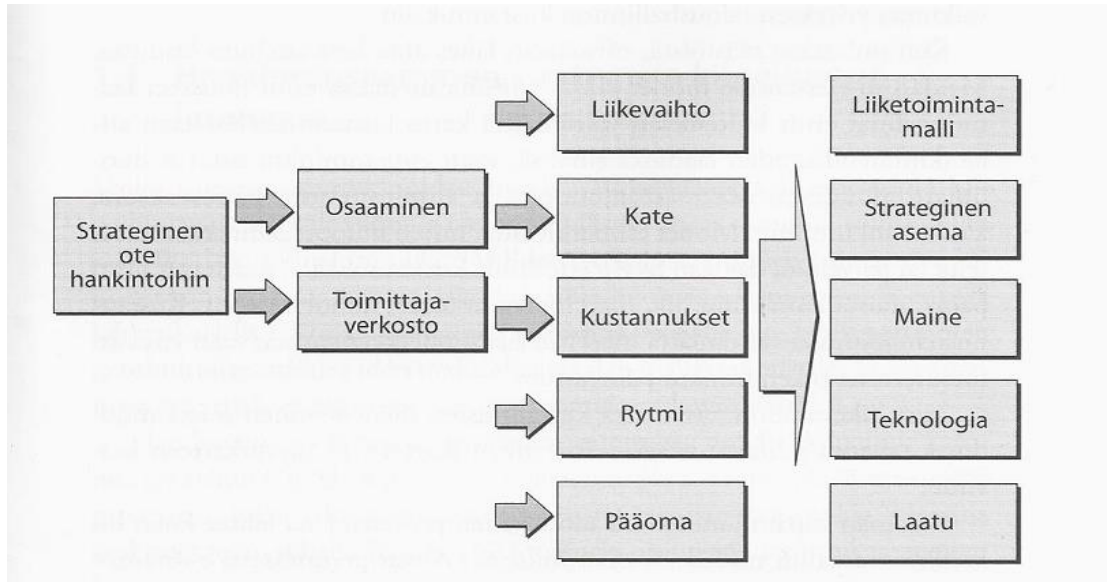 Strateginen
ote
hankintoihin
Osaaminen
Toimittaja-
verkosto
Liikevaihto
Kate
Kustannukset
Rytmi
Pääoma
Liiketoiminta-
malli
Strateginen
asema
Maine
Teknologia
Laatu